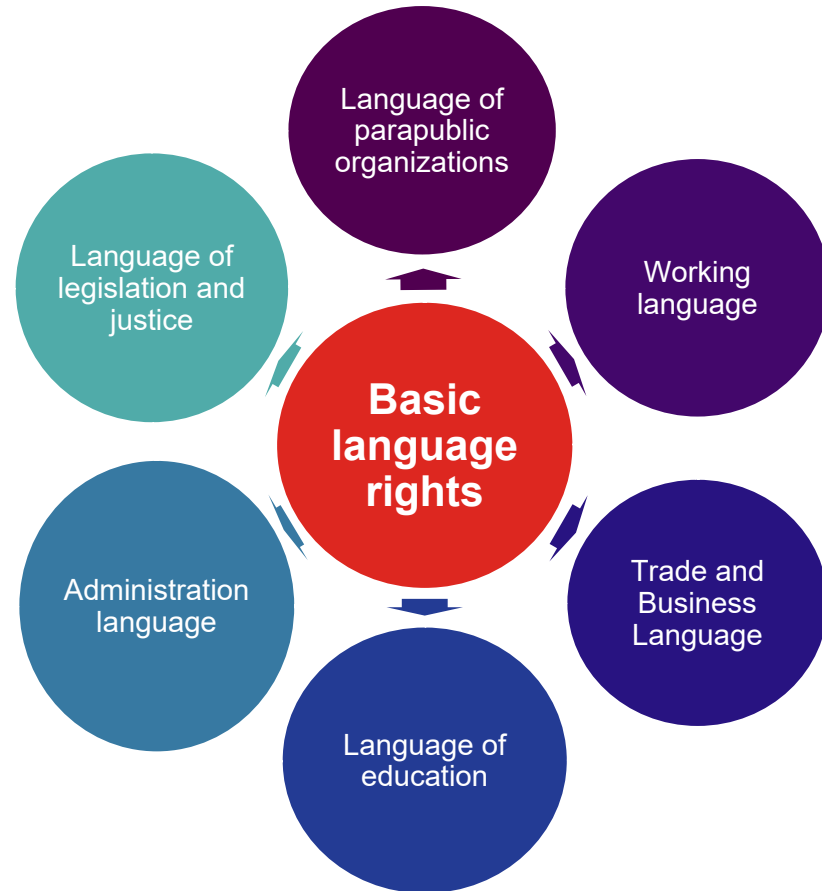 Language of
parapublic
organizations
Language of
legislation and
justice
Working
language
Basic
language
rights
Administration
language
Trade and
Business
Language
Language of
education